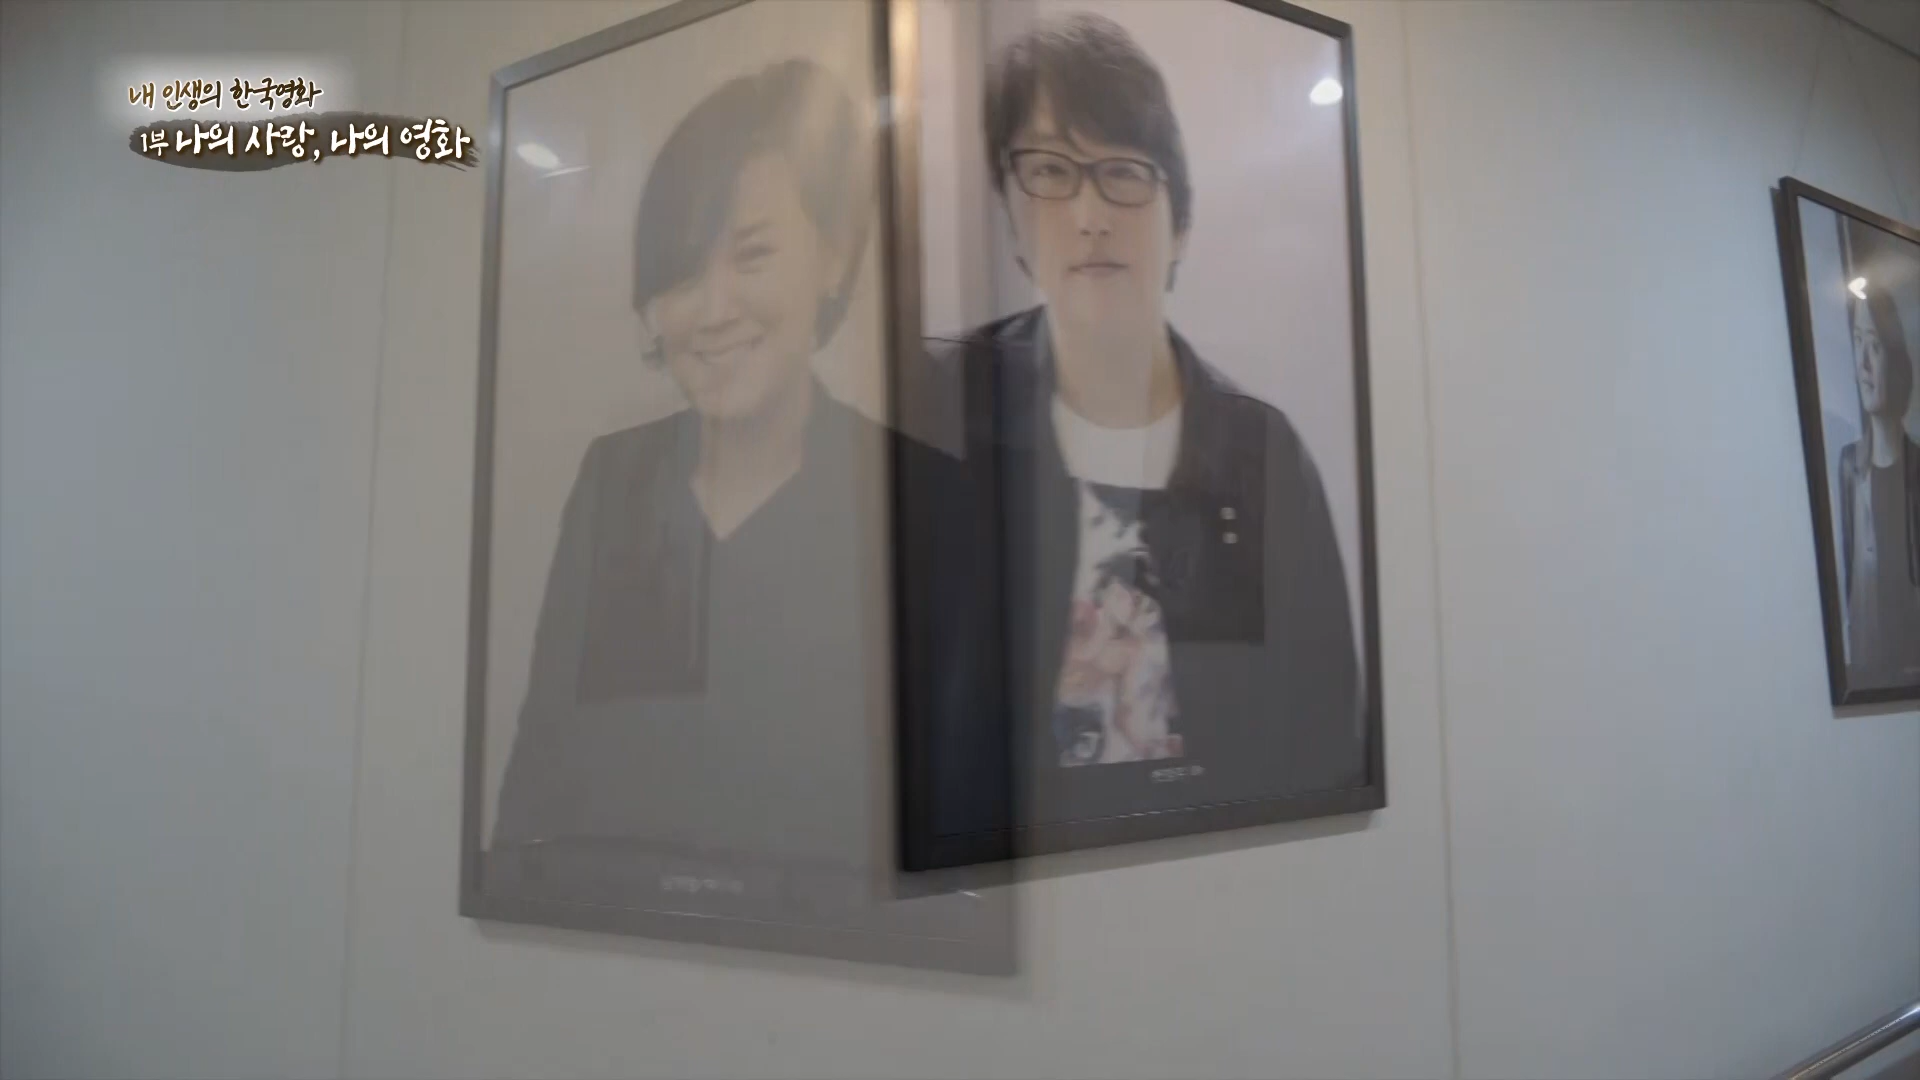 내 인생의 한국영화
1부 나의 사랑, 나의 영화